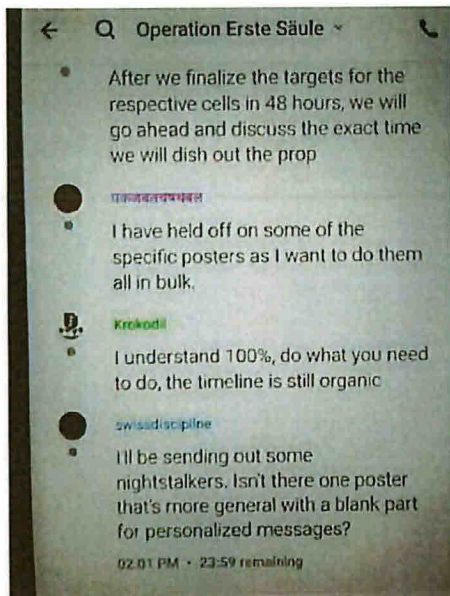 Operation Erste Säule
After we finalize the targets for the
respective cells in 48 hours, we will
go ahead and discuss the exact time
we will dish out the prop
I have held off on some of the
specific posters as I want to do them
all in bulk.
Krokodil
I understand 100%, do what you need
to do, the timeline is still organic
swissdiscipline
I'll be sending out some
nightstalkers. Isn't there one poster
that's more general with a blank part
for personalized messages?
02:01 PM • 23:59 remaining